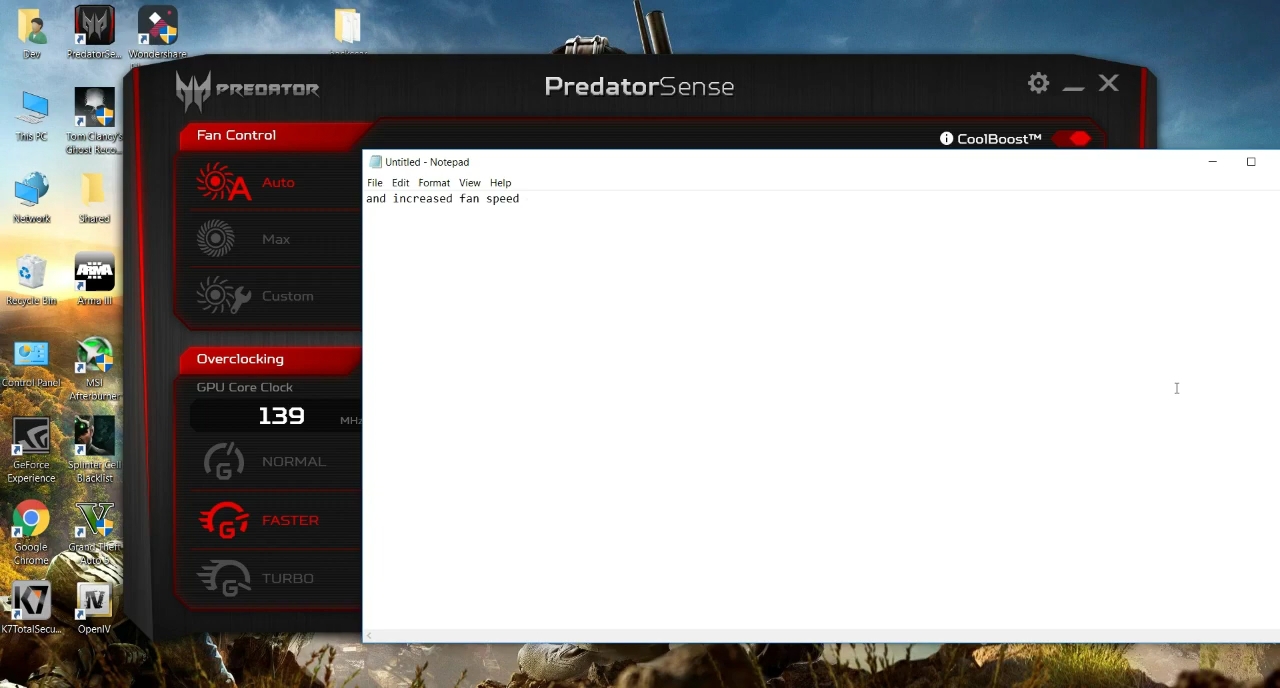 Dev
PredatorSe...
Wondershare
This PC
Tom Clancy's
Ghost Reco...
Network
Shared
Recycle Bin
Arma III
Control Panel
MSI
Afterburner
GeForce
Experience
Splinter Cell
Blacklist
Google
Chrome
Grand Theft
Auto 5
K7TotalSecu...
OpenIV
PREDATOR
PredatorSense
Fan Control
CoolBoost™
Auto
Max
Custom
Overclocking
GPU Core Clock
139
MHz
NORMAL
FASTER
TURBO
Untitled - Notepad
File Edit Format View Help
and increased fan speed